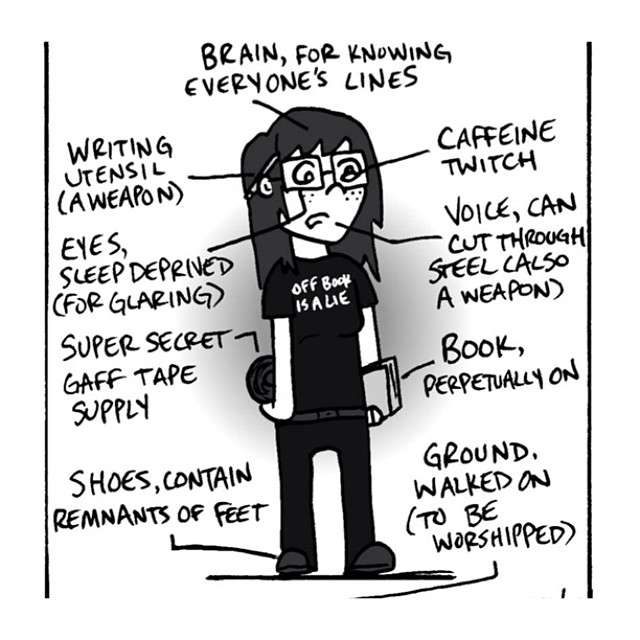 BRAIN, FOR KNOWING
EVERYONE'S LINES
WRITING
UTENSIL
(A WEAPON)
CAFFEINE
TWITCH
EYES,
SLEEP DEPRIVED
(FOR GLARING)
VOICE, CAN
CUT THROUGH
STEEL (ALSO
A WEAPON)
OFF BOOK
IS A LIE
SUPER SECRET
GAFF TAPE
SUPPLY
BOOK,
PERPETUALLY ON
SHOES, CONTAIN
REMNANTS OF FEET
GROUND.
WALKED ON
(TO BE
WORSHIPPED)